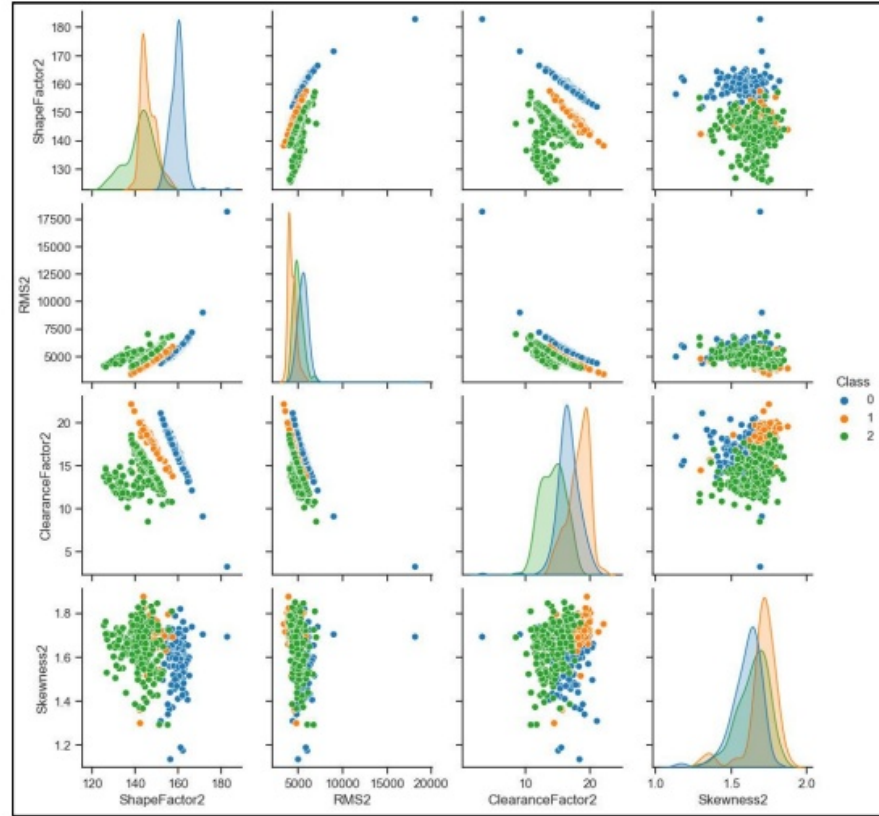 ShapeFactor2
180
170
160
150
140
130
RMS2
17500
15000
12500
10000
7500
5000
ClearanceFactor2
20
15
10
5
Skewness2
1.8
1.6
1.4
1.2
Class
0
1
2
120 140 160 180
5000 10000 15000 20000
10 20
1.0 1.5 2.0
ShapeFactor2 RMS2 ClearanceFactor2 Skewness2